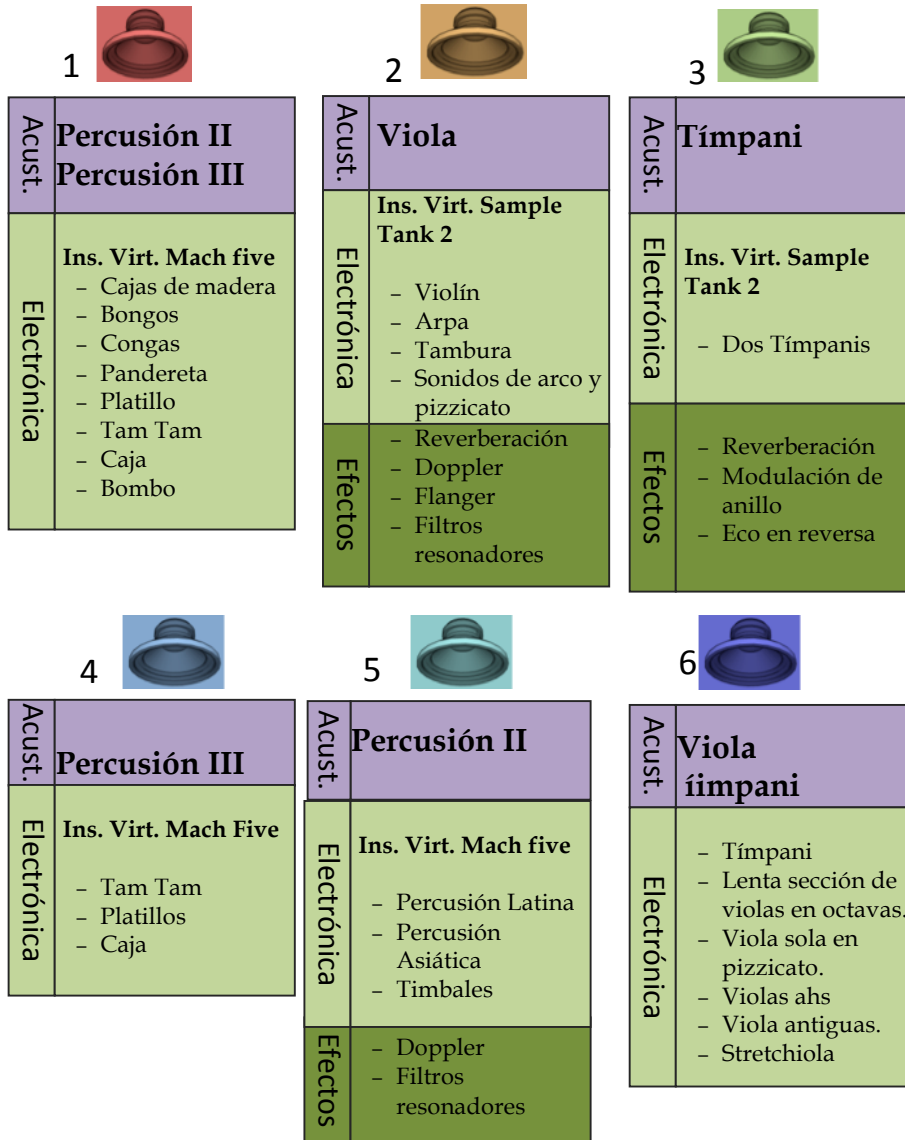 1
Acust.
Percusión II
Percusión III
Electrónica
Ins. Virt. Mach five
– Cajas de madera
– Bongos
– Congas
– Pandereta
– Platillo
– Tam Tam
– Caja
– Bombo
2
Acust.
Viola
Electrónica
Ins. Virt. Sample
Tank 2
– Violín
– Arpa
– Tambura
– Sonidos de arco y
pizzicato
Efectos
– Reverberación
– Doppler
– Flanger
– Filtros
resonadores
3
Acust.
Tímpani
Electrónica
Ins. Virt. Sample
Tank 2
– Dos Tímpanis
Efectos
– Reverberación
– Modulación de
anillo
– Eco en reversa
4
Acust.
Percusión III
Electrónica
Ins. Virt. Mach Five
– Tam Tam
– Platillos
– Caja
5
Acust.
Percusión II
Electrónica
Ins. Virt. Mach five
– Percusión Latina
– Percusión
Asiática
– Timbales
Efectos
– Doppler
– Filtros
resonadores
6
Acust.
Viola
íimpani
Electrónica
– Tímpani
– Lenta sección de
violas en octavas.
– Viola sola en
pizzicato.
– Violas ahs
– Viola antiguas.
– Stretchiola